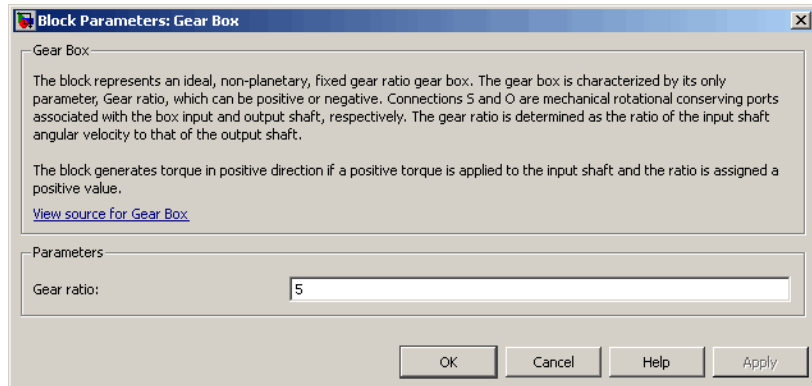 Block Parameters: Gear Box
Gear Box
The block represents an ideal, non-planetary, fixed gear ratio gear box. The gear box is characterized by its only
parameter, Gear ratio, which can be positive or negative. Connections S and O are mechanical rotational conserving ports
associated with the box input and output shaft, respectively. The gear ratio is determined as the ratio of the input shaft
angular velocity to that of the output shaft.
The block generates torque in positive direction if a positive torque is applied to the input shaft and the ratio is assigned a
positive value.
View source for Gear Box
Parameters
Gear ratio:
5
OK
Cancel
Help
Apply